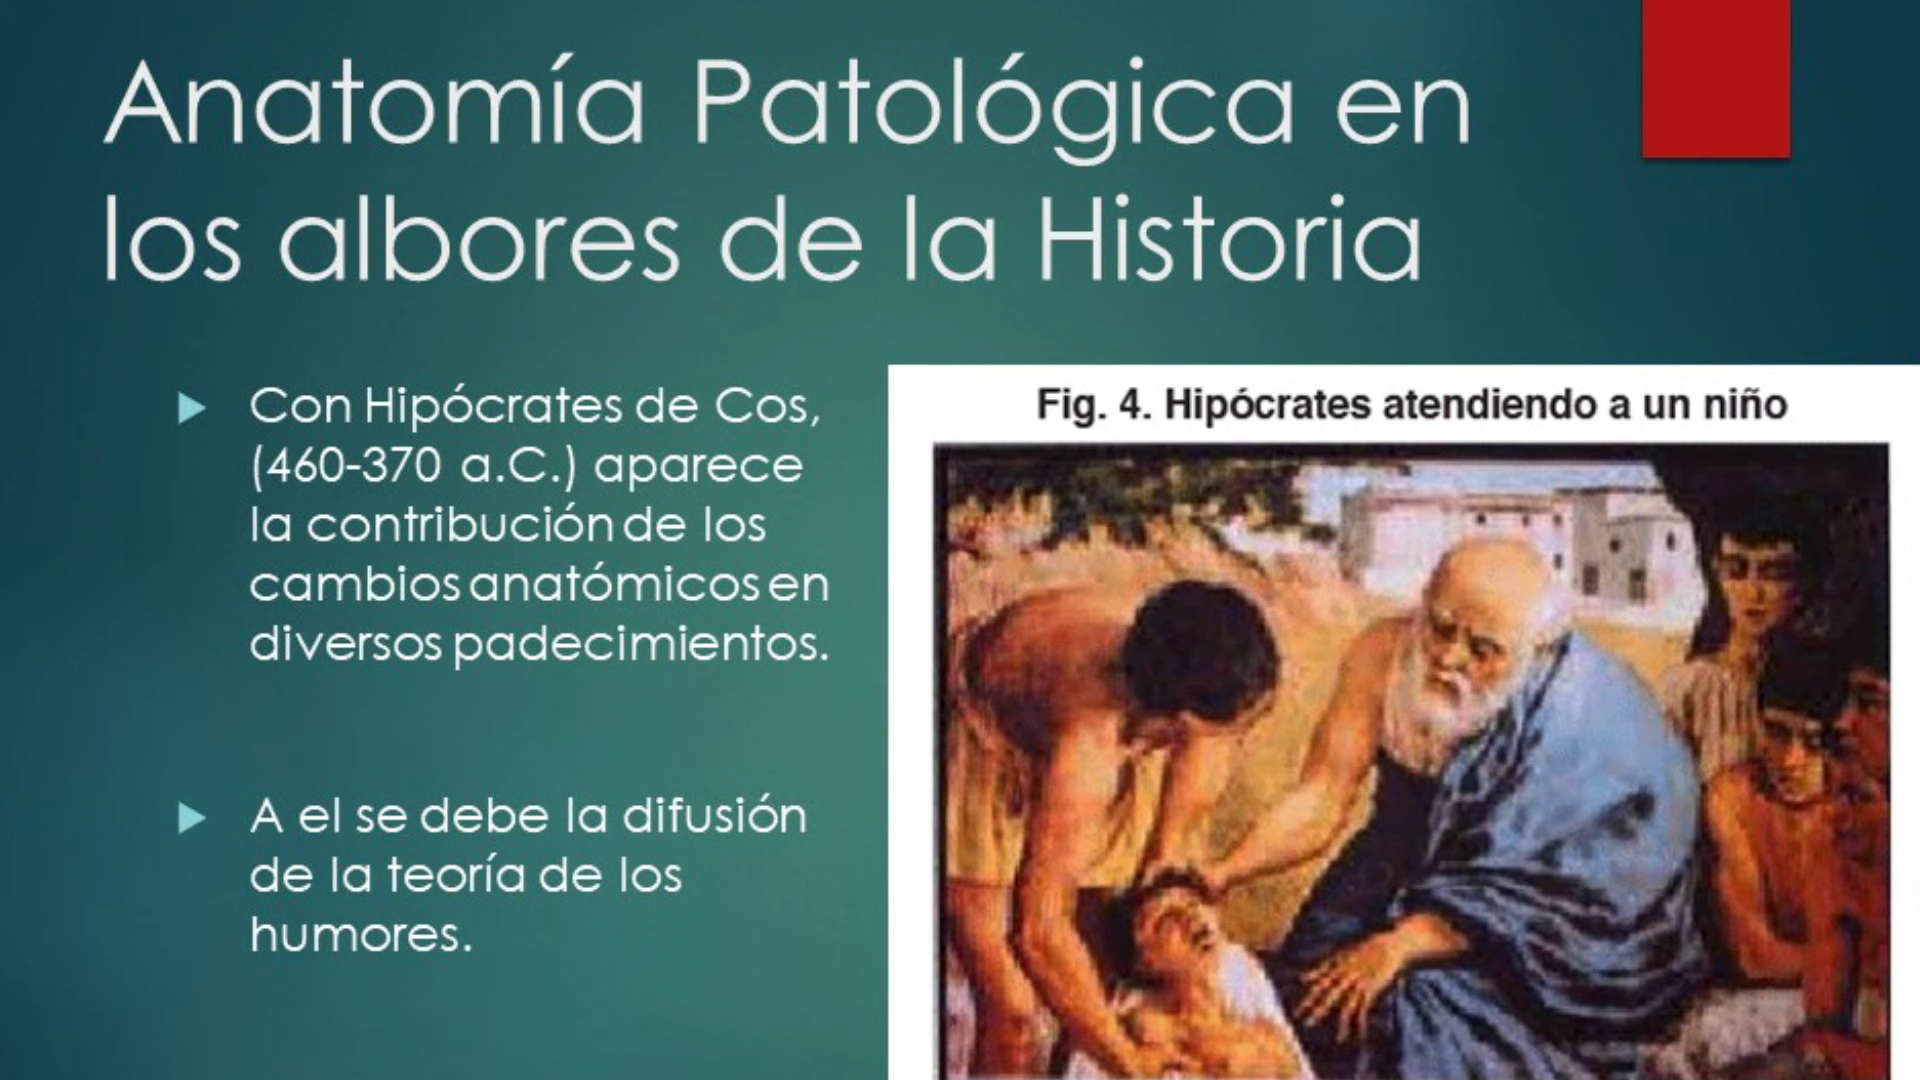 Anatomía Patológica en
los albores de la Historia
Con Hipócrates de Cos,
(460-370 a.C.) aparece
la contribución de los
cambios anatómicos en
diversos padecimientos.
A el se debe la difusión
de la teoría de los
humores.
Fig. 4. Hipócrates atendiendo a un niño